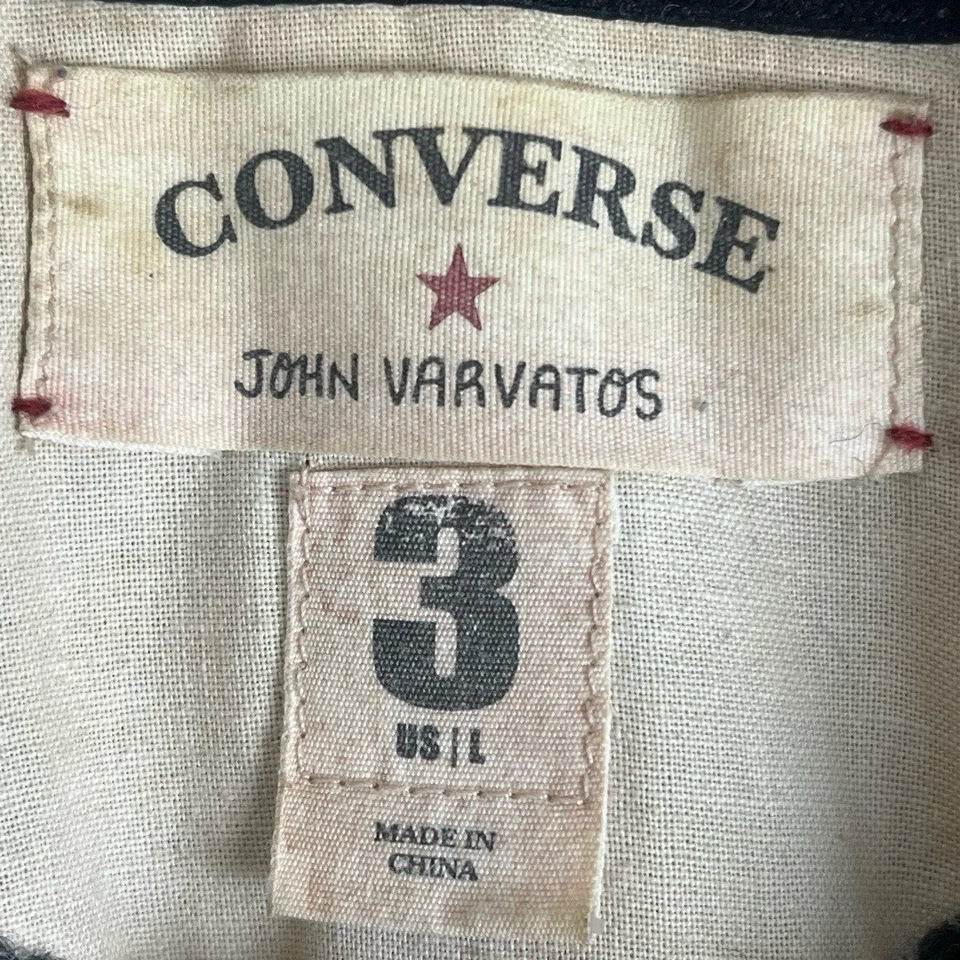 CONVERSE
JOHN VARVATOS
3
US | L
MADE IN
CHINA